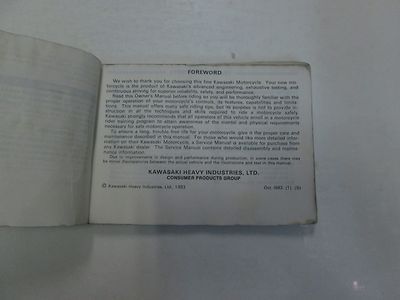 FOREWORD
We wish to thank you for choosing this fine Kawasaki Motorcycle. Your new mo-
torcycle is the product of Kawasaki's advanced engineering, exhaustive testing, and
continuous striving for superior reliability, safety, and performance.
Read this Owner's Manual before riding so you will be thoroughly familiar with the
proper operation of your motorcycle's controls, its features, capabilities and limita-
tions. This manual offers many safe riding tips, but its purpose is not to provide in-
struction in all the techniques and skills required to ride a motorcycle safely.
Kawasaki strongly recommends that all operators of this vehicle enroll in a motorcycle
rider training program to attain awareness of the mental and physical requirements
necessary for safe motorcycle operation.
To ensure a long, trouble free life for your motorcycle, give it the proper care and
maintenance described in this manual. For those who would like more detailed infor-
mation on their Kawasaki Motorcycle, a Service Manual is available for purchase from
any Kawasaki dealer. The Service Manual contains detailed disassembly and mainte-
nance information.
Due to improvements in design and performance during production, in some cases there may
be minor discrepancies between the actual vehicle and the illustrations and text in this manual.
KAWASAKI HEAVY INDUSTRIES, LTD.
CONSUMER PRODUCTS GROUP
© Kawasaki Heavy Industries, Ltd., 1983
Oct. 1983. (1). (B)